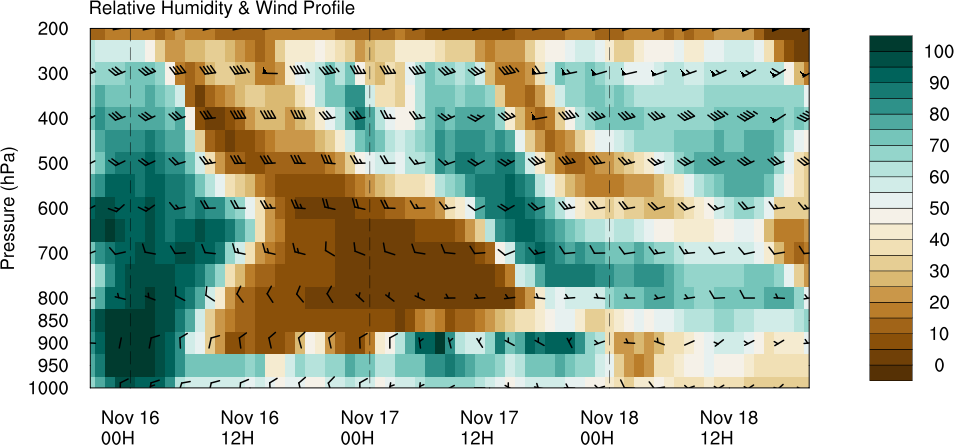 Relative Humidity & Wind Profile
Pressure (hPa)
200
300
400
500
600
700
800
850
900
950
1000
Nov 16 00H
Nov 16 12H
Nov 17 00H
Nov 17 12H
Nov 18 00H
Nov 18 12H
100
90
80
70
60
50
40
30
20
10
0